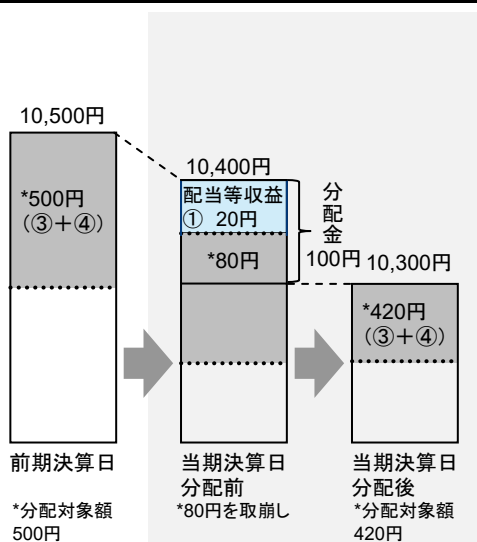 10,500円
*500円
(③+④)
前期決算日
*分配対象額
500円
10,400円
配当等収益
① 20円
*80円
分配金
100円
当期決算日
分配前
*80円を取崩し
10,300円
*420円
(③+④)
当期決算日
分配後
*分配対象額
420円